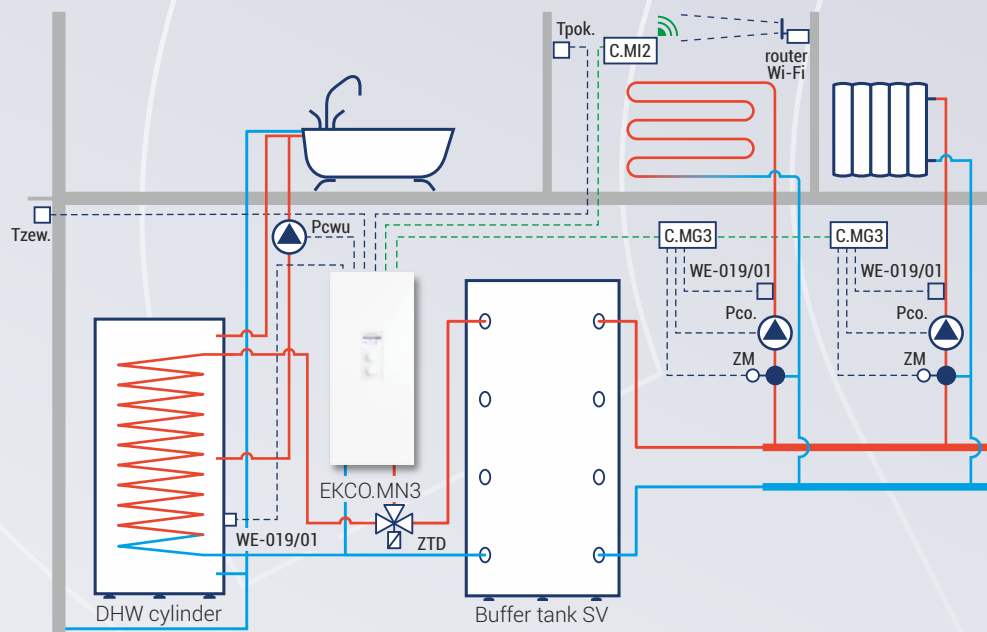 Tpok.
C.MI2
router
Wi-Fi
Tzew.
Pcwu
C.MG3
C.MG3
WE-019/01
WE-019/01
Pco.
Pco.
ZM
ZM
EKCO.MN3
WE-019/01
ZTD
DHW cylinder
Buffer tank SV